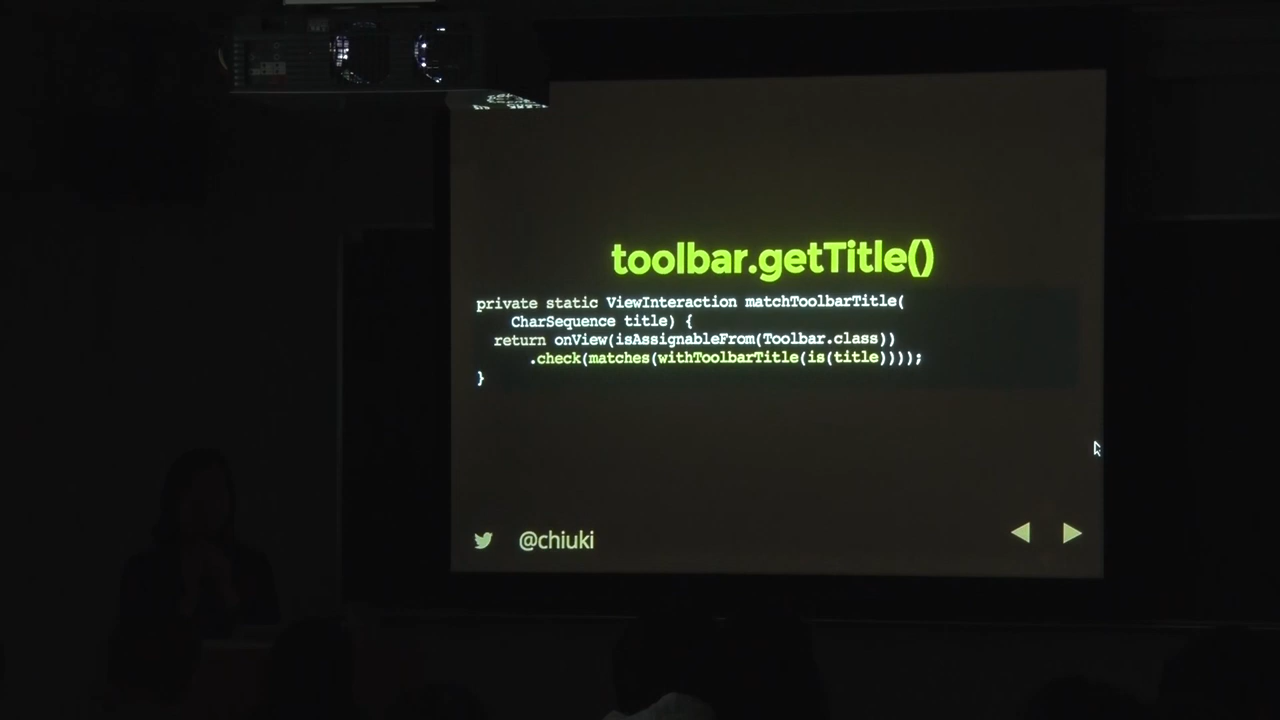 toolbar.getTitle()
private static ViewInteraction matchToolbarTitle(
CharSequence title) {
return onView(isAssignableFrom(Toolbar.class))
.check(matches(withToolbarTitle(is(title))));
}
@chiuki